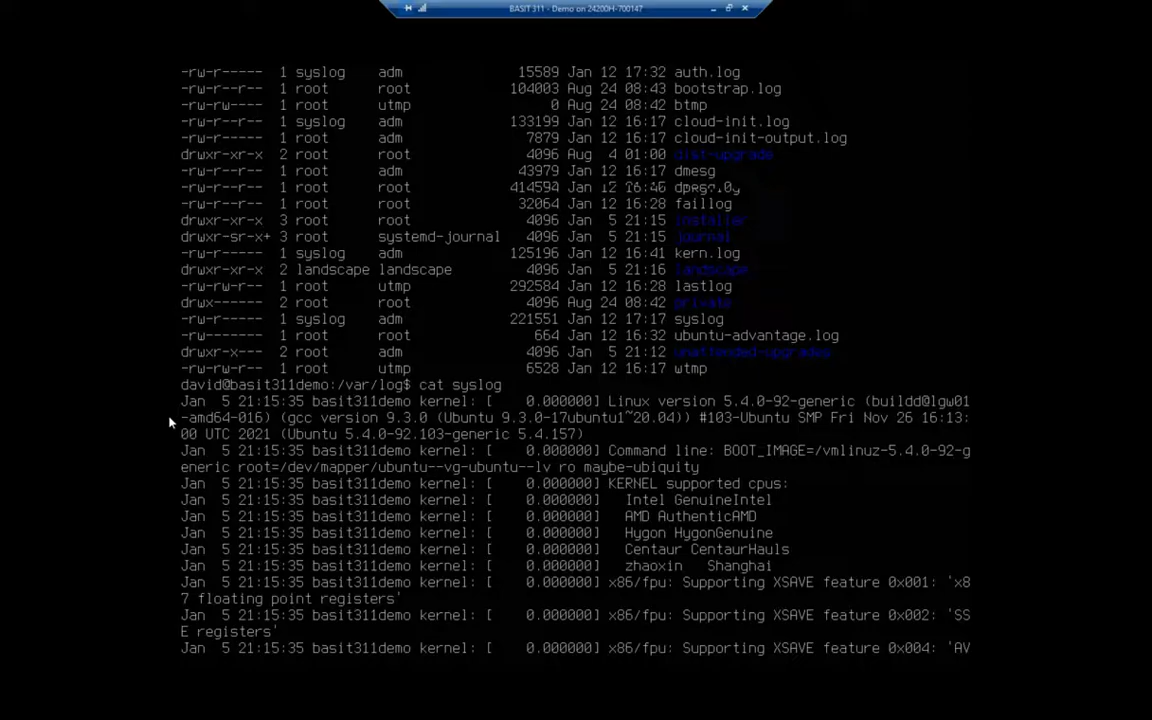 BASIT 311 - Demo on 24200H-700147
-rw-r----- 1 syslog adm 15589 Jan 12 17:32 auth.log
-rw-r--r-- 1 root root 104003 Aug 24 08:43 bootstrap.log
-rw-rw---- 1 root utmp 0 Aug 24 08:42 btmp
-rw-r----- 1 syslog adm 133199 Jan 12 16:17 cloud-init.log
-rw-r----- 1 root adm 7879 Jan 12 16:17 cloud-init-output.log
drwxr-xr-x 2 root root 4096 Aug 4 01:00 dist-upgrade
-rw-r----- 1 root adm 43979 Jan 12 16:17 dmesg
-rw-r--r-- 1 root root 414594 Jan 12 16:46
-rw-r--r-- 1 root root 32064 Jan 12 16:28 faillog
drwxr-xr-x 3 root root 4096 Jan 5 21:15 installer
drwxr-sr-x+ 3 root systemd-journal 4096 Jan 5 21:15 journal
-rw-r----- 1 syslog adm 125196 Jan 12 16:41 kern.log
drwxr-xr-x 2 landscape landscape 4096 Jan 5 21:16 landscape
-rw-rw-r-- 1 root utmp 292584 Jan 12 16:28 lastlog
drwx------ 2 root root 4096 Aug 24 08:42 private
-rw-r----- 1 syslog adm 221551 Jan 12 17:17 syslog
-rw------- 1 root root 664 Jan 12 16:32 ubuntu-advantage.log
drwxr-x--- 2 root adm 4096 Jan 5 21:12 unattended-upgrades
-rw-rw-r-- 1 root utmp 6528 Jan 12 16:17 wtmp
david@basit311demo:/var/log$ cat syslog
Jan 5 21:15:35 basit311demo kernel: [ 0.000000] Linux version 5.4.0-92-generic (buildd@lgw01
-amd64-016) (gcc version 9.3.0 (Ubuntu 9.3.0-17ubuntu1~20.04)) #103-Ubuntu SMP Fri Nov 26 16:13:
00 UTC 2021 (Ubuntu 5.4.0-92.103-generic 5.4.157)
Jan 5 21:15:35 basit311demo kernel: [ 0.000000] Command line: BOOT_IMAGE=/vmlinuz-5.4.0-92-g
eneric root=/dev/mapper/ubuntu--vg-ubuntu--lv ro maybe-ubiquity
Jan 5 21:15:35 basit311demo kernel: [ 0.000000] KERNEL supported cpus:
Jan 5 21:15:35 basit311demo kernel: [ 0.000000] Intel GenuineIntel
Jan 5 21:15:35 basit311demo kernel: [ 0.000000] AMD AuthenticAMD
Jan 5 21:15:35 basit311demo kernel: [ 0.000000] Hygon HygonGenuine
Jan 5 21:15:35 basit311demo kernel: [ 0.000000] Centaur CentaurHauls
Jan 5 21:15:35 basit311demo kernel: [ 0.000000] zhaoxin Shanghai
Jan 5 21:15:35 basit311demo kernel: [ 0.000000] x86/fpu: Supporting XSAVE feature 0x001: 'x8
7 floating point registers'
Jan 5 21:15:35 basit311demo kernel: [ 0.000000] x86/fpu: Supporting XSAVE feature 0x002: 'SS
E registers'
Jan 5 21:15:35 basit311demo kernel: [ 0.000000] x86/fpu: Supporting XSAVE feature 0x004: 'AV